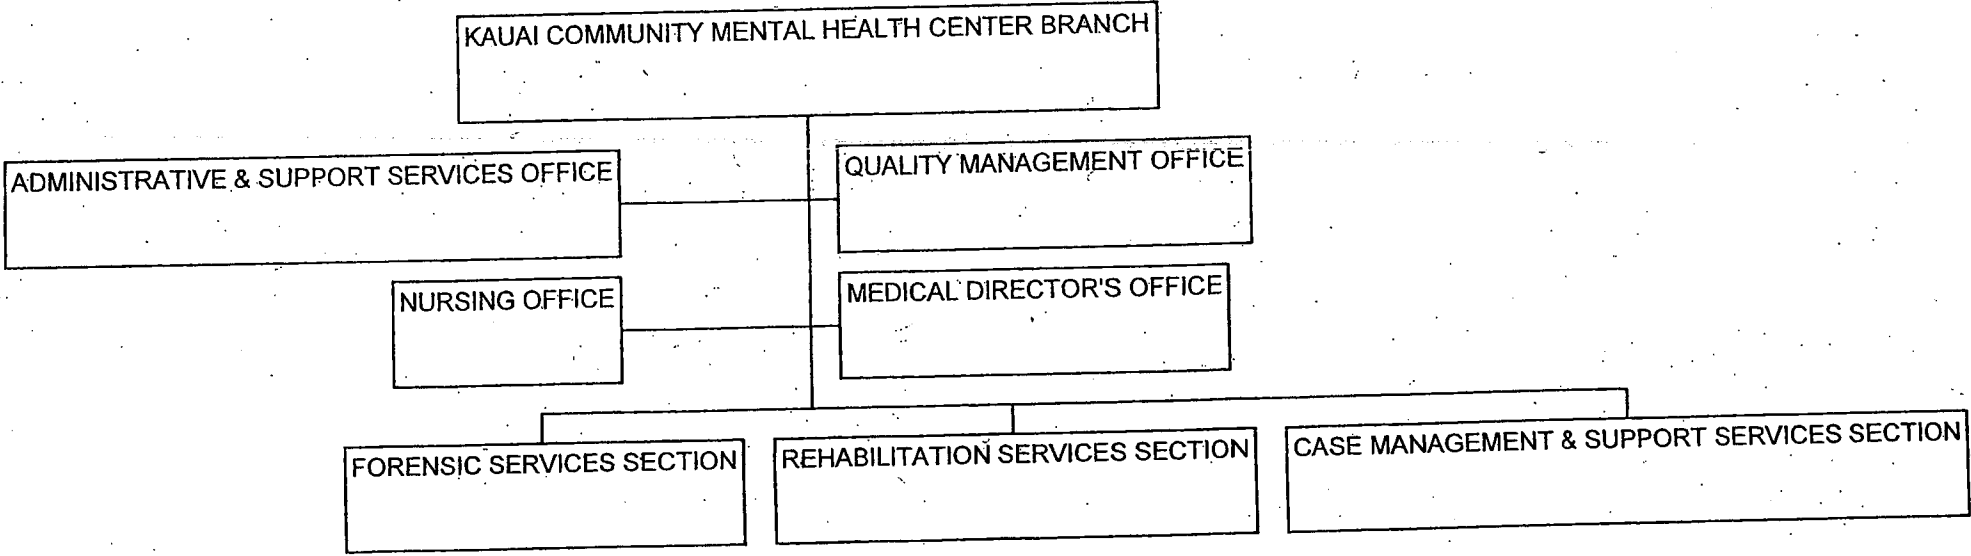 KAUAI COMMUNITY MENTAL HEALTH CENTER BRANCH
ADMINISTRATIVE & SUPPORT SERVICES OFFICE
QUALITY MANAGEMENT OFFICE
NURSING OFFICE
MEDICAL DIRECTOR'S OFFICE
FORENSIC SERVICES SECTION
REHABILITATION SERVICES SECTION
CASE MANAGEMENT & SUPPORT SERVICES SECTION